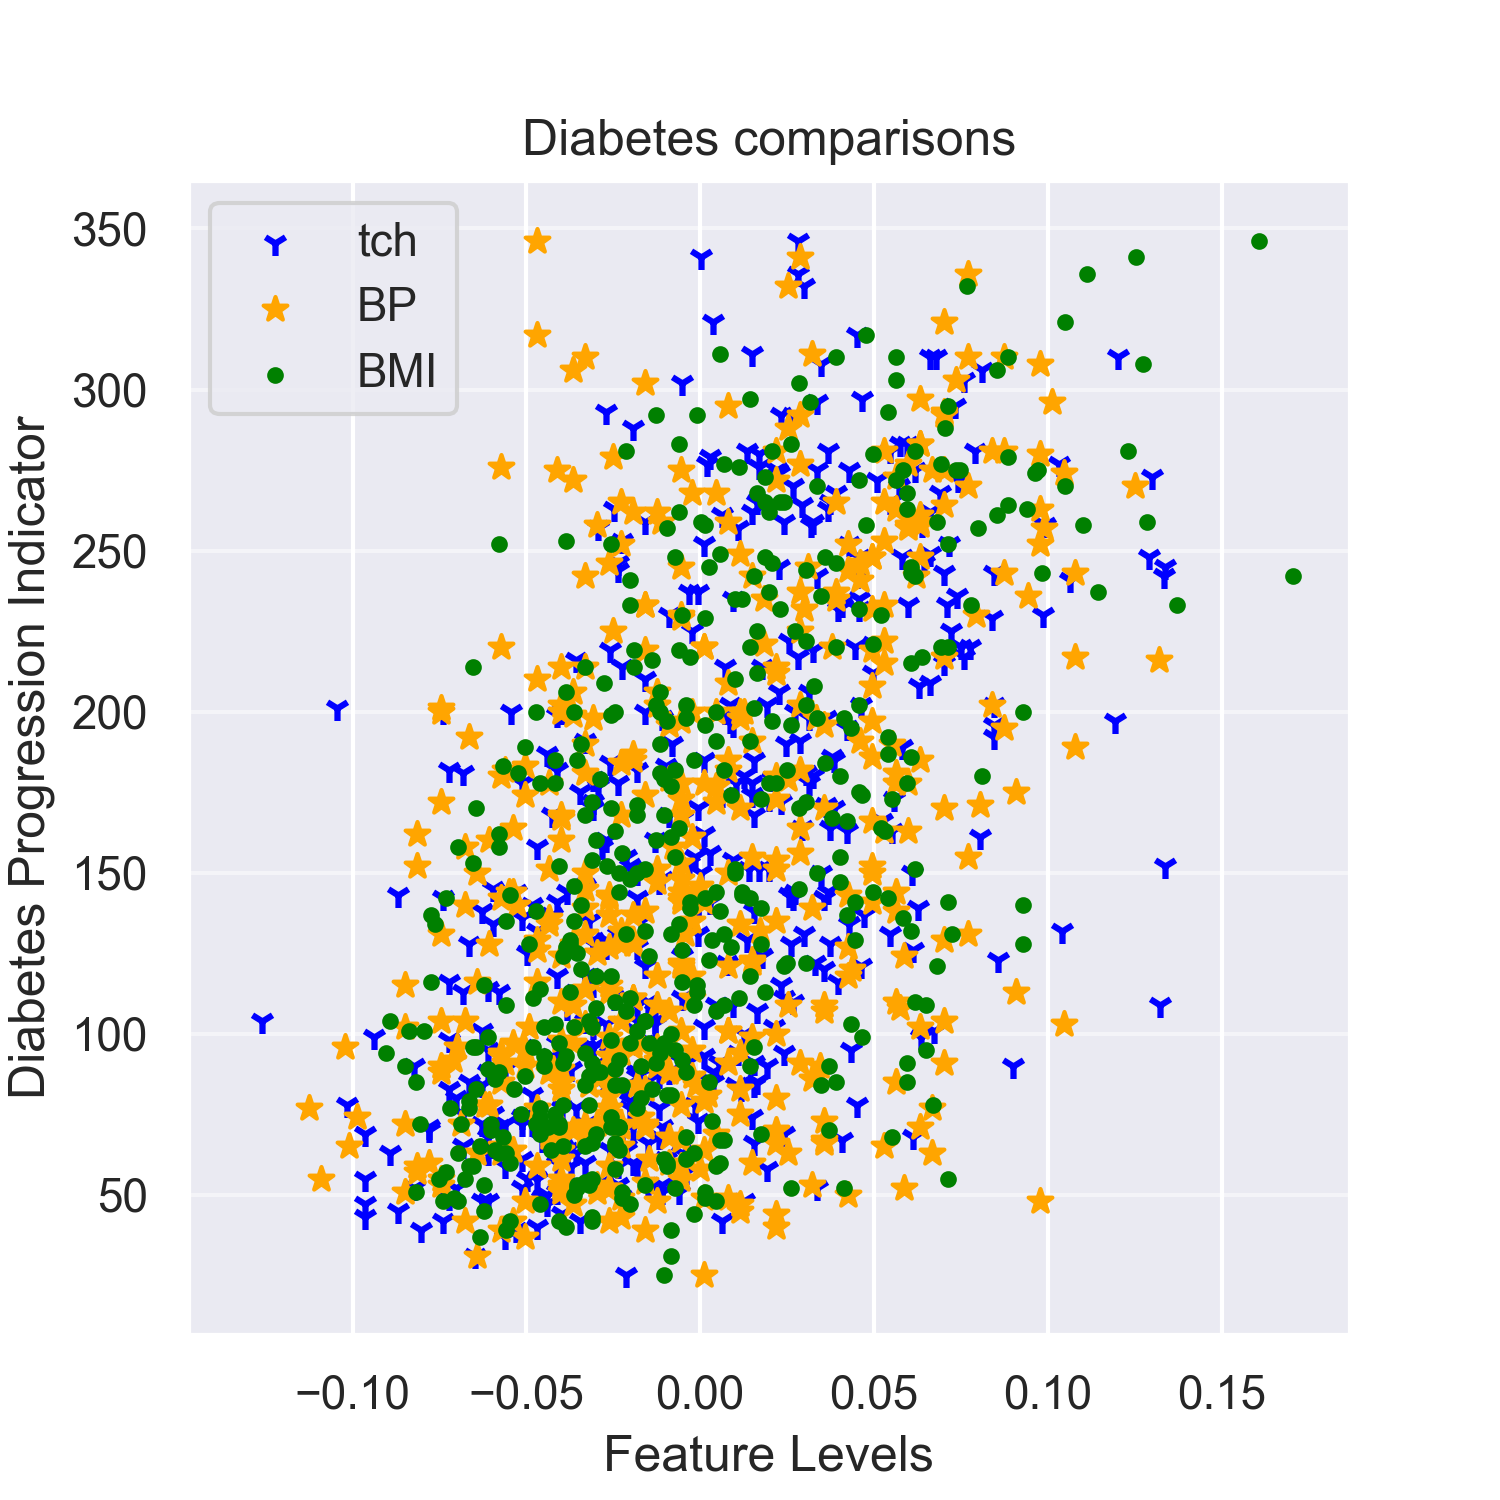 Diabetes comparisons
tch
BP
BMI
350
300
250
200
150
100
50
Diabetes Progression Indicator
−0.10 −0.05 0.00 0.05 0.10 0.15
Feature Levels